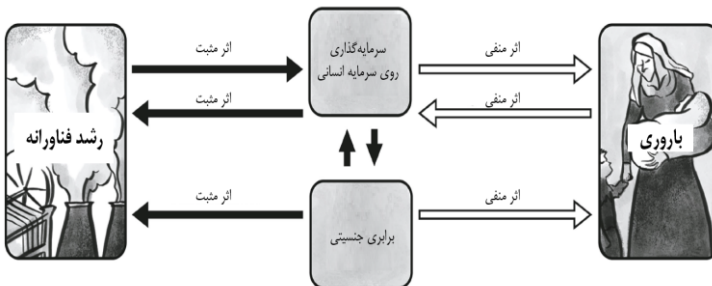 سرمایه‌گذاری
روی سرمایه انسانی
اثر مثبت
اثر منفی
اثر مثبت
اثر منفی
رشد فناورانه
باروری
اثر مثبت
اثر منفی
برابری جنسیتی